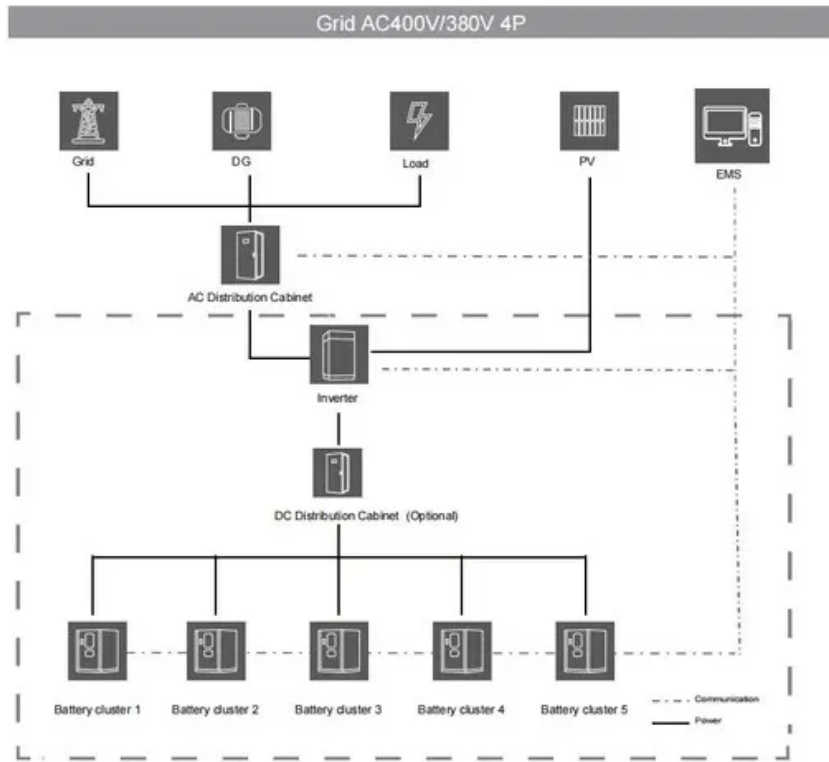 Grid AC400V/380V 4P
Grid
DG
Load
PV
EMS
AC Distribution Cabinet
Inverter
DC Distribution Cabinet (Optional)
Battery cluster 1
Battery cluster 2
Battery cluster 3
Battery cluster 4
Battery cluster 5
Communication
Power